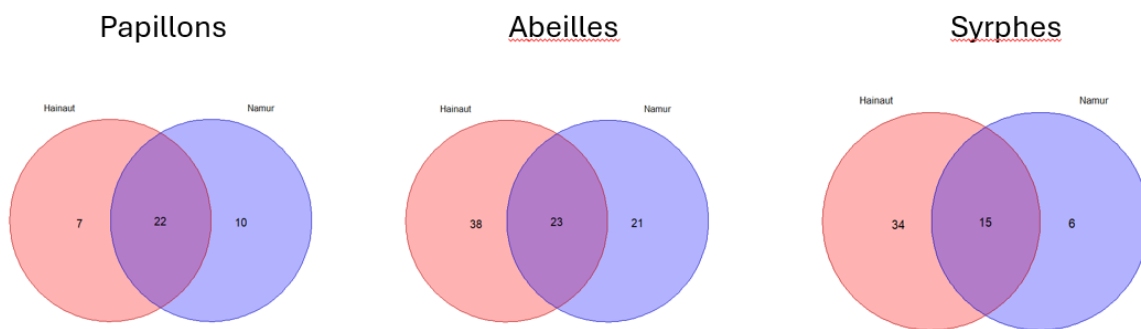 Papillons
Abeilles
Syrphes
Hainaut
Namur
Hainaut
Namur
Hainaut
Namur
7
22
10
38
23
21
34
15
6